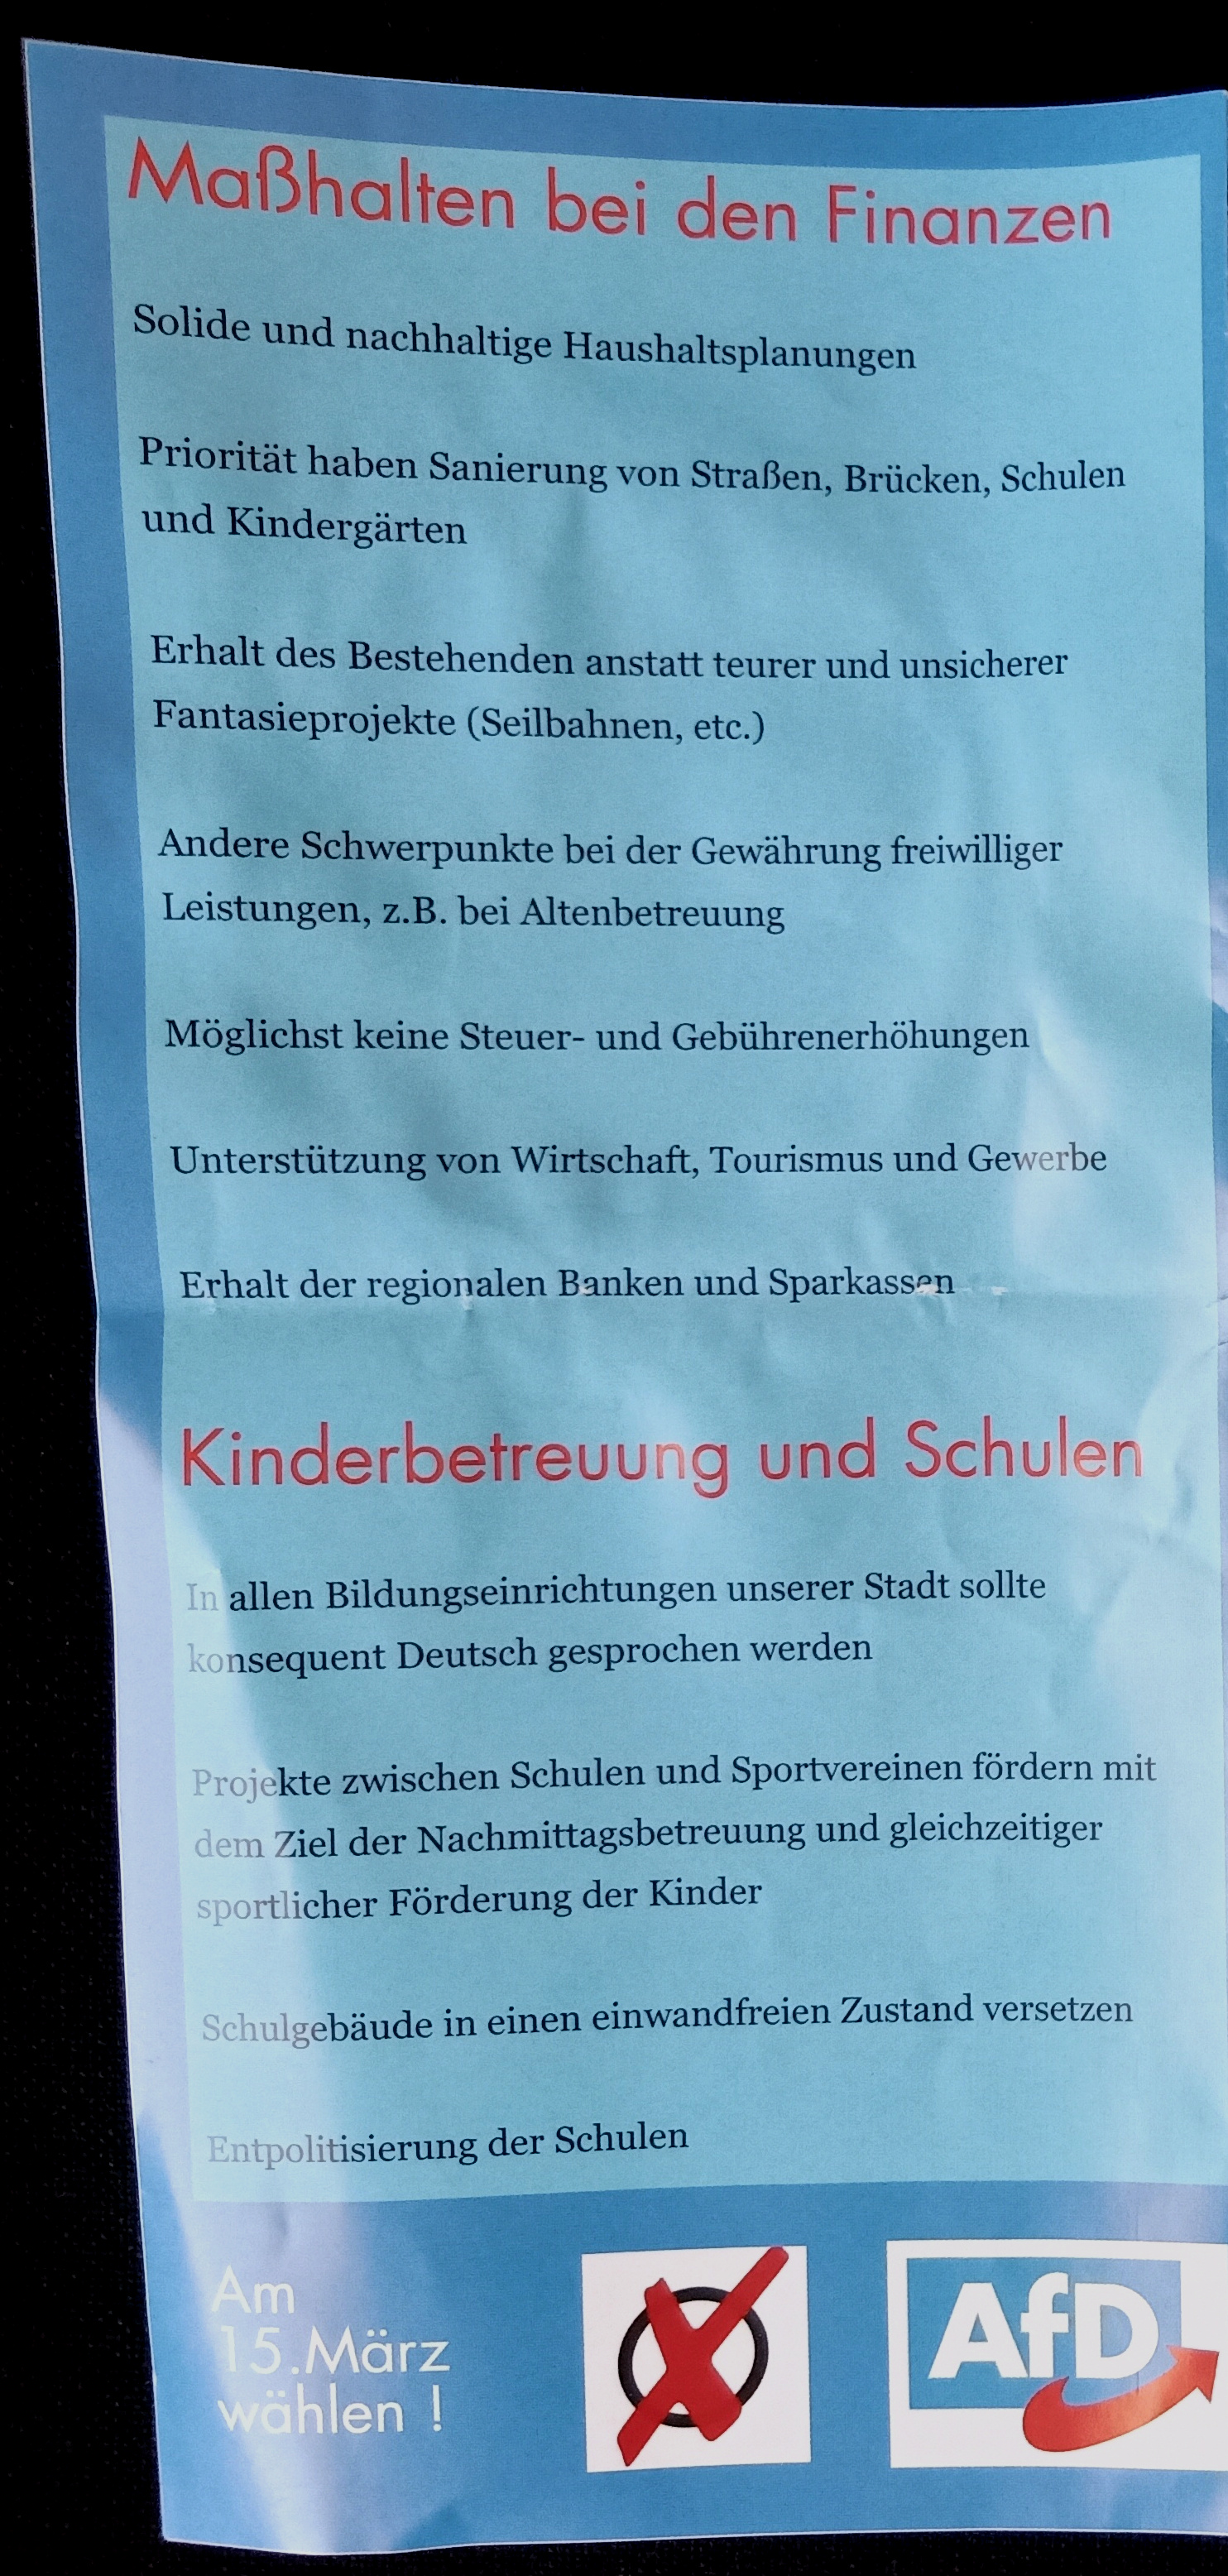 Maßhalten bei den Finanzen
Solide und nachhaltige Haushaltsplanungen
Priorität haben Sanierung von Straßen, Brücken, Schulen
und Kindergärten
Erhalt des Bestehenden anstatt teurer und unsicherer
Fantasieprojekte (Seilbahnen, etc.)
Andere Schwerpunkte bei der Gewährung freiwilliger
Leistungen, z.B. bei Altenbetreuung
Möglichst keine Steuer- und Gebührenerhöhungen
Unterstützung von Wirtschaft, Tourismus und Gewerbe
Erhalt der regionalen Banken und Sparkassen
Kinderbetreuung und Schulen
In allen Bildungseinrichtungen unserer Stadt sollte
konsequent Deutsch gesprochen werden
Projekte zwischen Schulen und Sportvereinen fördern mit
dem Ziel der Nachmittagsbetreuung und gleichzeitiger
sportlicher Förderung der Kinder
Schulgebäude in einen einwandfreien Zustand versetzen
Entpolitisierung der Schulen
Am
15.März
wählen !
AfD